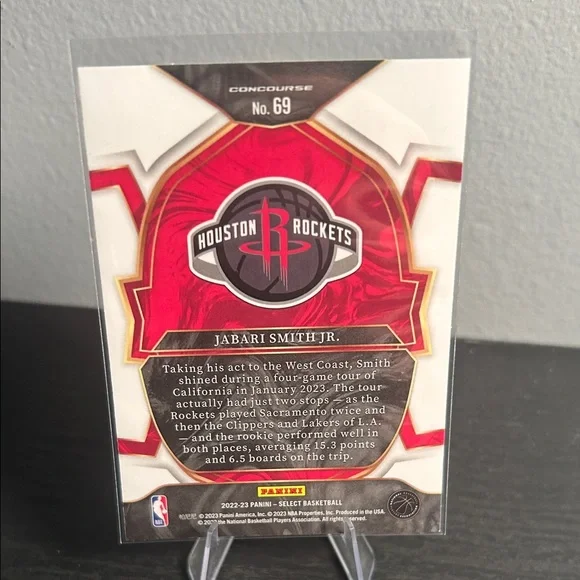 CONCOURSE
No. 69
HOUSTON R ROCKETS
JABARI SMITH JR.
Taking his act to the West Coast, Smith
shined during a four-game tour of
California in January 2023. The tour
actually had just two stops — as the
Rockets played Sacramento twice and
then the Clippers and Lakers of L.A.
— and the rookie performed well in
both places, averaging 15.3 points
and 6.5 boards on the trip.
PANINI
2022-23 PANINI – SELECT BASKETBALL
© 2023 Panini America, Inc. © 2023 NBA Properties, Inc. Produced in the USA.
the National Basketball Players Association. All rights reserved.